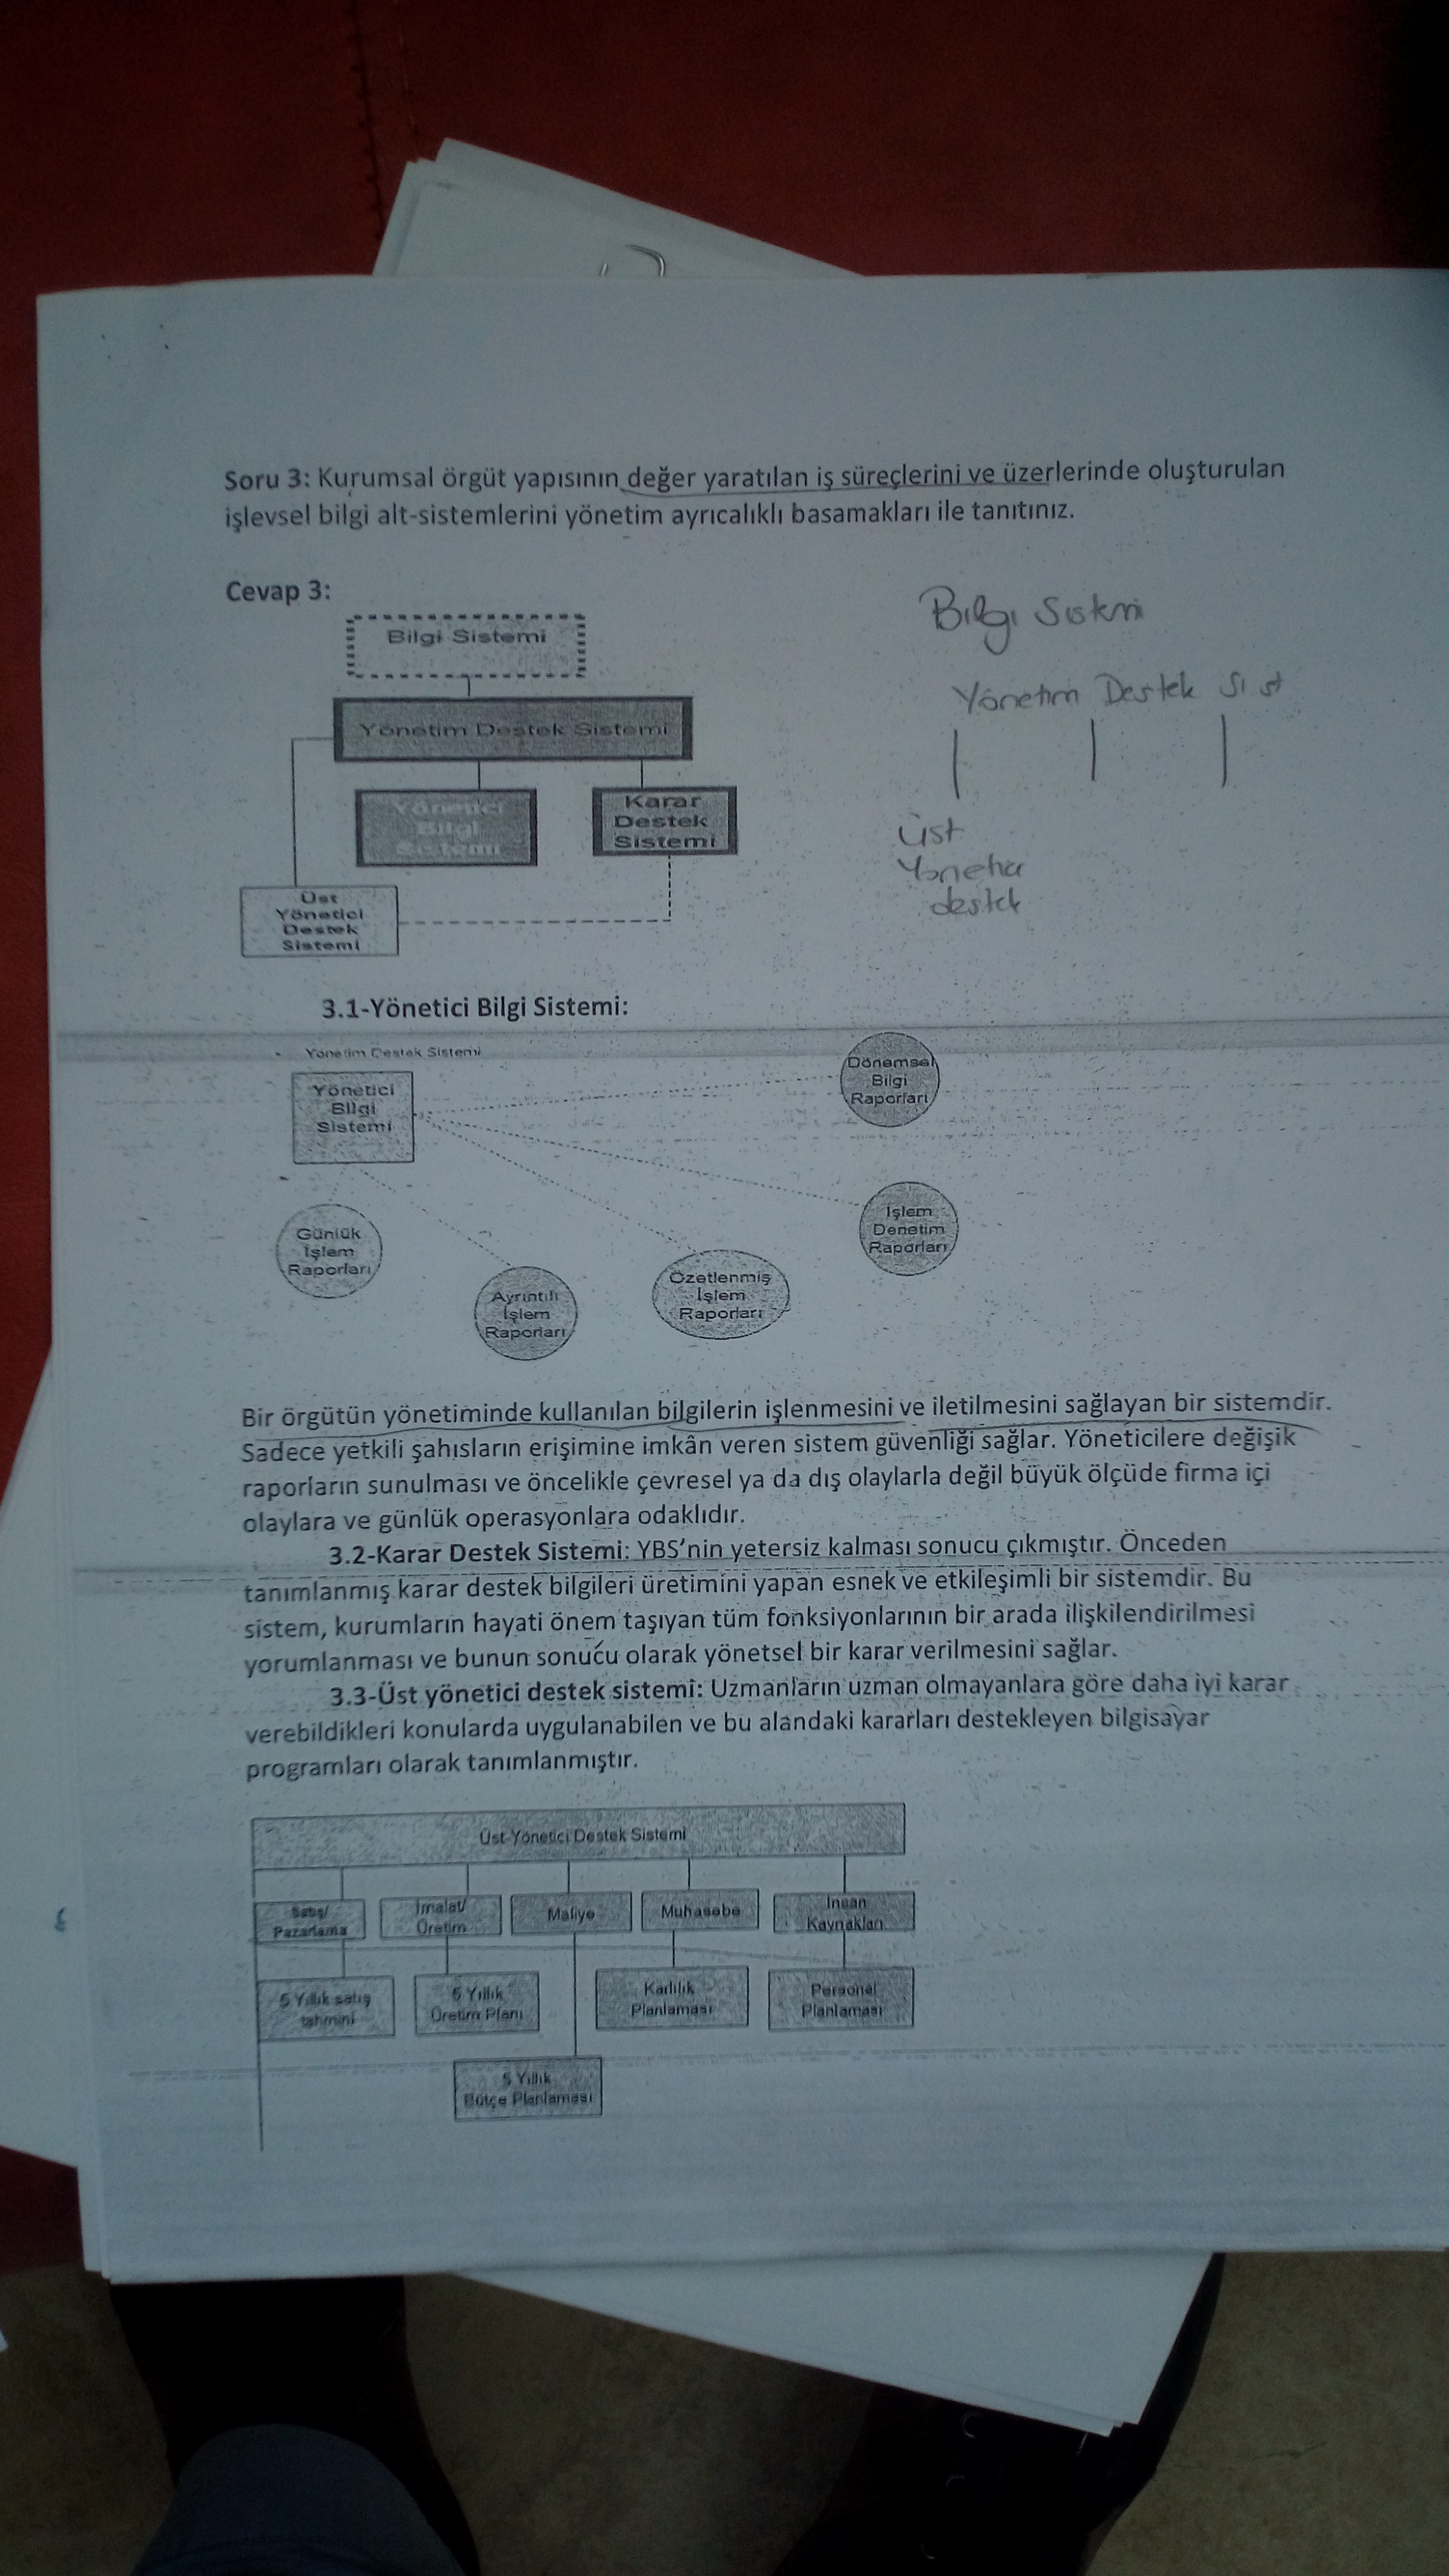 Soru 3: Kurumsal örgüt yapısının değer yaratılan iş süreçlerini ve üzerlerinde oluşturulan
işlevsel bilgi alt-sistemlerini yönetim ayrıcalıklı basamakları ile tanıtınız.
Cevap 3:
Bilgi Sistemi
Yönetim Destek Sistemi
Yönetici
Bilgi
Sistemi
Karar
Destek
Sistemi
Üst
Yönetici
Destek
Sistemi
Bilgi Sistemi
Yönetim Destek Sist
Üst
Yönetici
destek
3.1-Yönetici Bilgi Sistemi:
Yönetim Destek Sistemi
Yönetici
Bilgi
Sistemi
Dönemsel
Bilgi
Raporları
İşlem
Denetim
Raporları
Günlük
İşlem
Raporları
Ayrıntılı
İşlem
Raporları
Özetlenmiş
İşlem
Raporları
Bir örgütün yönetiminde kullanılan bilgilerin işlenmesini ve iletilmesini sağlayan bir sistemdir.
Sadece yetkili şahısların erişimine imkân veren sistem güvenliği sağlar. Yöneticilere değişik
raporların sunulması ve öncelikle çevresel ya da dış olaylarla değil büyük ölçüde firma içi
olaylara ve günlük operasyonlara odaklıdır.
3.2-Karar Destek Sistemi: YBS'nin yetersiz kalması sonucu çıkmıştır. Önceden
tanımlanmış karar destek bilgileri üretimini yapan esnek ve etkileşimli bir sistemdir. Bu
sistem, kurumların hayati önem taşıyan tüm fonksiyonlarının bir arada ilişkilendirilmesi
yorumlanması ve bunun sonucu olarak yönetsel bir karar verilmesini sağlar.
3.3-Üst yönetici destek sistemi: Uzmanların uzman olmayanlara göre daha iyi karar
verebildikleri konularda uygulanabilen ve bu alandaki kararları destekleyen bilgisayar
programları olarak tanımlanmıştır.
Üst Yönetici Destek Sistemi
Satış/
Pazarlama
İmalat/
Üretim
Maliye
Muhasebe
İnsan
Kaynakları
5 Yıllık satış
tahmini
5 Yıllık
Üretim Planı
Karlılık
Planlaması
Personel
Planlaması
5 Yıllık
Bütçe Planlaması